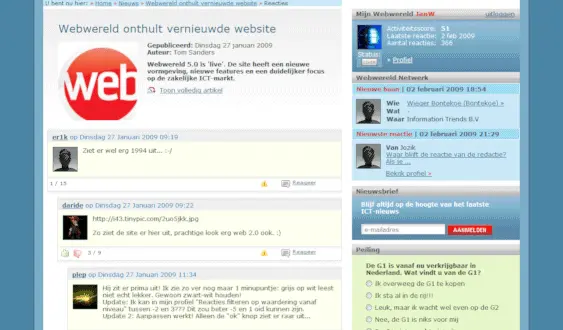 U bent nu hier: » Home » Nieuws » Webwereld onthult vernieuwde website » Reacties
Webwereld onthult vernieuwde website
web
Gepubliceerd: Dinsdag 27 januari 2009
Auteur: Tom Sanders
Webwereld 5.0 is 'live'. De site heeft een nieuwe
vormgeving, nieuwe features en een duidelijker focus
op de zakelijke ICT-markt.
Toon volledig artikel
er1k op Dinsdag 27 Januari 2009 09:19
Ziet er wel erg 1994 uit... :-/
1 / 15
Reageer
daride op Dinsdag 27 Januari 2009 09:22
http://i43.tinypic.com/2uo5jkk.jpg
Zo ziet de site er hier uit, prachtige look erg web 2.0 ook. :)
3 / 9
Reageer
plep op Dinsdag 27 Januari 2009 11:34
Hij zit er prima uit! Ik zie zo ver nog maar 1 minupuntje: grijs op wit leest
niet echt lekker. Gewoon zwart-wil houden!
Update: Ik kan in mijn profiel "Reacties filteren op waardering vanaf
niveau" tussen -2 en 3??? Dit zou beter -5 en 1 oid kunnen zijn.
Update 2: Aanpassen werkt! Alleen de "ok" knop ziet er raar uit...
Mijn Webwereld JanW
uitloggen
Activiteitsscore: 51
Laatste reactie: 2 feb 2009
Aantal reacties: 366
Status:
» Profiel
Webwereld Netwerk
Nieuwe baan | 02 februari 2009 18:54
Wie Wieger Bontekoe (Bontekoe) »
Wat
Waar Information Trends B.V
Nieuwste reactie | 02 februari 2009 21:29
Van Jozik
Waar blijft de reactie van de redactie?
Als je ...
Bekijk profiel »
Nieuwsbrief
Blijf altijd op de hoogte van het laatste
ICT-nieuws
e-mailadres
AANMELDEN
Peiling
De G1 is vanaf nu verkrijgbaar in
Nederland. Wat vindt u van de G1?
Ik overweeg de G1 te kopen
Ik sta al in de rij!!!
Leuk, maar ik wacht wel even op de G2
Nee, de G1 is niks voor mij